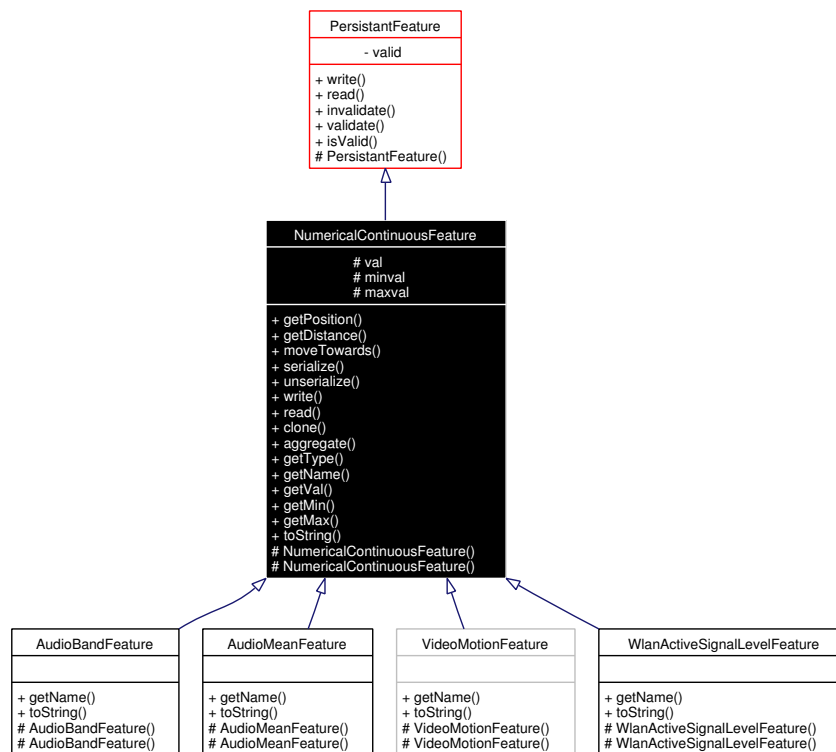 PersistantFeature
- valid
+ write()
+ read()
+ invalidate()
+ validate()
+ isValid()
# PersistantFeature()
NumericalContinuousFeature
# val
# minval
# maxval
+ getPosition()
+ getDistance()
+ moveTowards()
+ serialize()
+ unserialize()
+ write()
+ read()
+ clone()
+ aggregate()
+ getType()
+ getName()
+ getVal()
+ getMin()
+ getMax()
+ toString()
# NumericalContinuousFeature()
# NumericalContinuousFeature()
AudioBandFeature
+ getName()
+ toString()
# AudioBandFeature()
# AudioBandFeature()
AudioMeanFeature
+ getName()
+ toString()
# AudioMeanFeature()
# AudioMeanFeature()
VideoMotionFeature
+ getName()
+ toString()
# VideoMotionFeature()
# VideoMotionFeature()
WlanActiveSignalLevelFeature
+ getName()
+ toString()
# WlanActiveSignalLevelFeature()
# WlanActiveSignalLevelFeature()